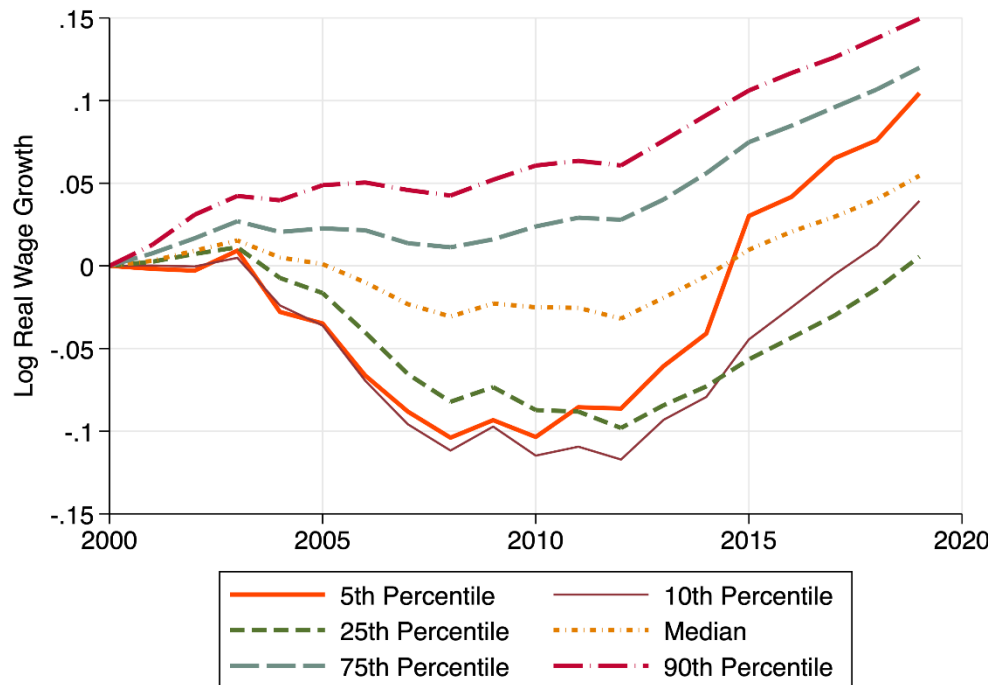 .15
.1
.05
0
-.05
-.1
-.15
Log Real Wage Growth
2000 2005 2010 2015 2020
5th Percentile 10th Percentile
25th Percentile Median
75th Percentile 90th Percentile